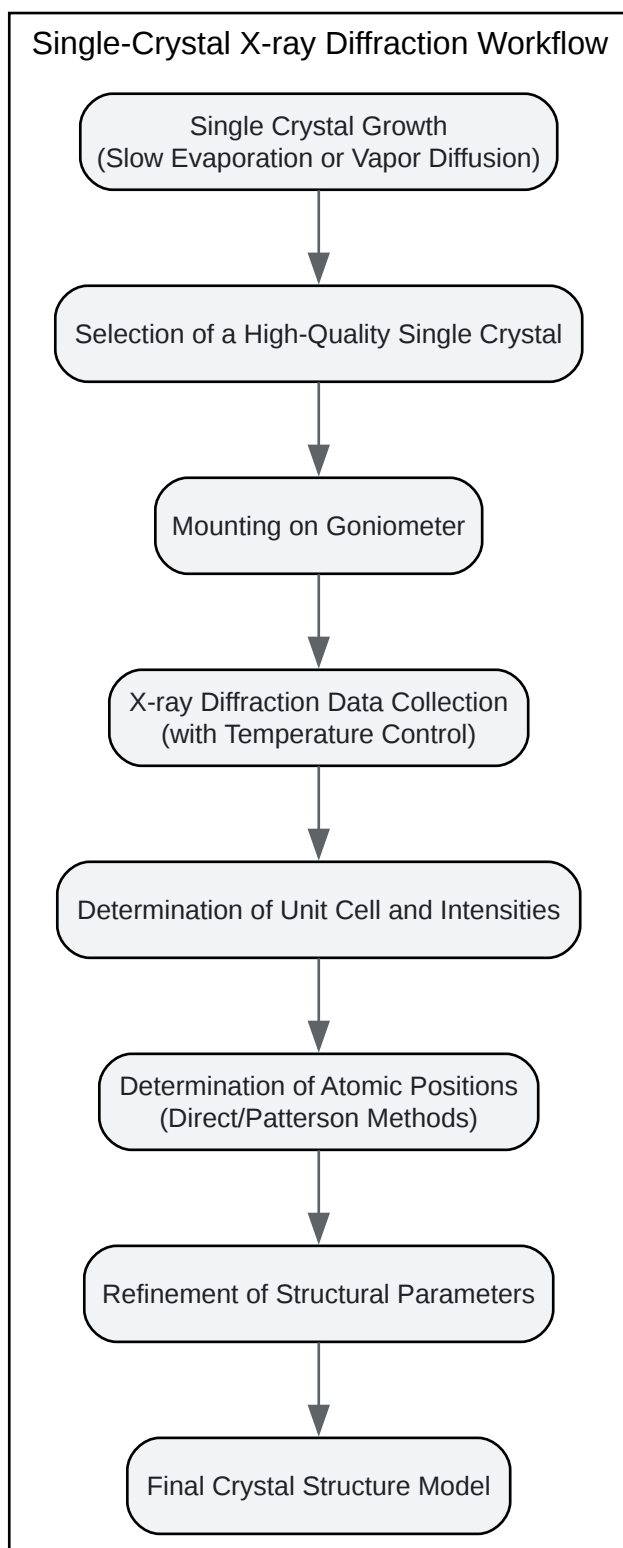 Single-Crystal X-ray Diffraction Workflow
Single Crystal Growth
(Slow Evaporation or Vapor Diffusion)
Selection of a High-Quality Single Crystal
Mounting on Goniometer
X-ray Diffraction Data Collection
(with Temperature Control)
Determination of Unit Cell and Intensities
Determination of Atomic Positions
(Direct/Patterson Methods)
Refinement of Structural Parameters
Final Crystal Structure Model